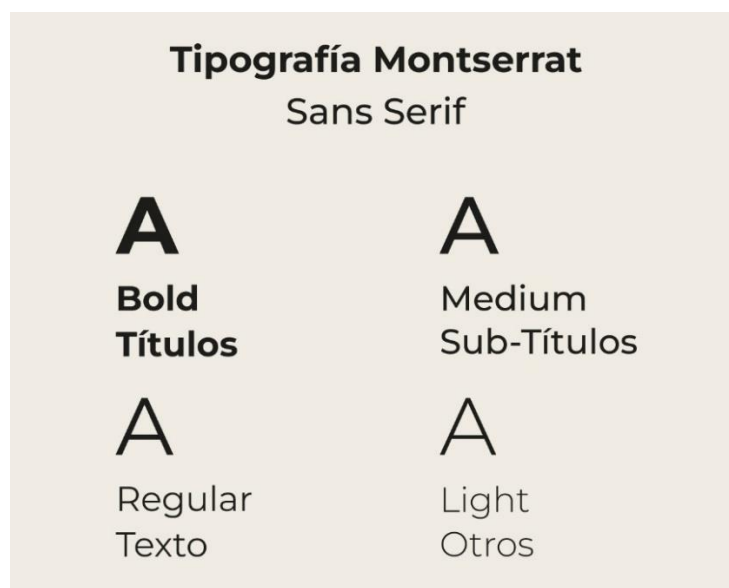 Tipografía Montserrat
Sans Serif
A
Bold
Títulos
A
Medium
Sub-Títulos
A
Regular
Texto
A
Light
Otros